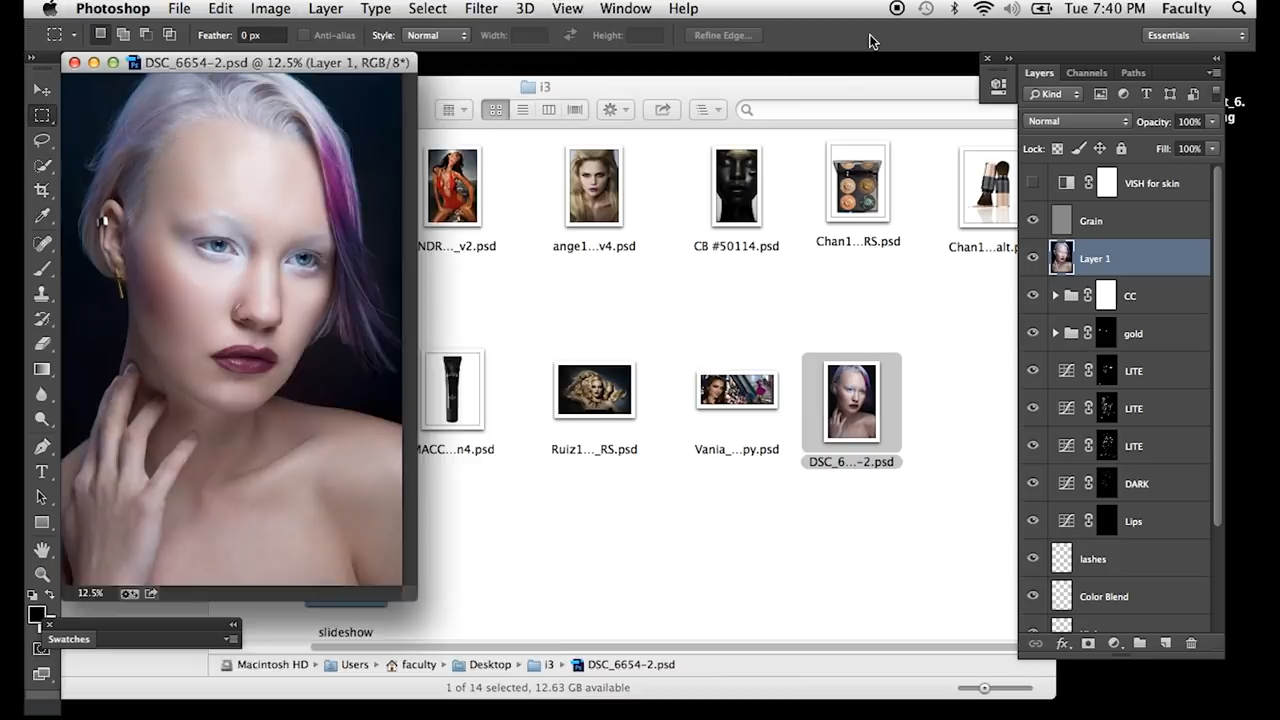 Photoshop File Edit Image Layer Type Select Filter 3D View Window Help Tue 7:40 PM Faculty
Feather: 0 px Anti-alias Style: Normal Width: Height: Refine Edge... Essentials
DSC_6654-2.psd @ 12.5% (Layer 1, RGB/8*)
i3
Layers Channels Paths
Kind
Normal Opacity: 100%
Lock: Fill: 100%
VISH for skin
Grain
Layer 1
CC
gold
LITE
LITE
LITE
DARK
Lips
lashes
Color Blend
NDR..._v2.psd ange1...v4.psd CB #50114.psd Chan1...RS.psd Chan1...alt.ps
MACC...n4.psd Ruiz1..._RS.psd Vania_...py.psd DSC_6...-2.psd
12.5%
Swatches
slideshow
Macintosh HD Users faculty Desktop i3 DSC_6654-2.psd
1 of 14 selected, 12.63 GB available